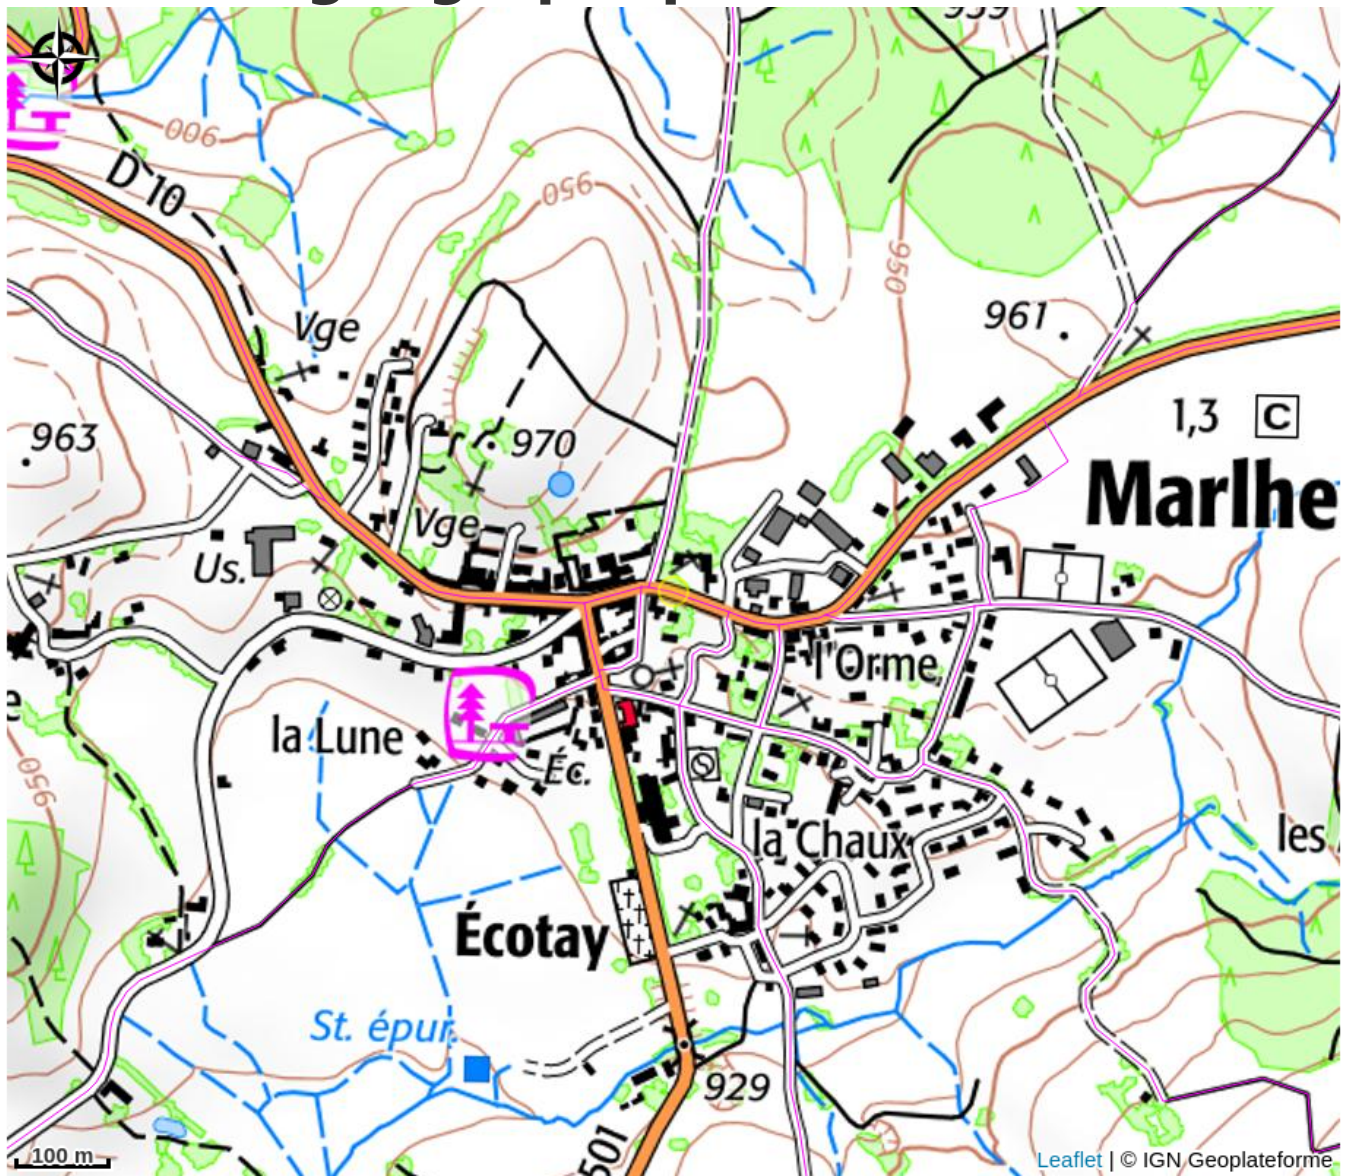 900
D 10
950
950
Vge
961
963
970
1,3 C
Marlhe
Vge
Us.
l'Orme
la Lune
Éc.
950
la Chaux
les
Écotay
St. épur.
929
501
100 m
Leaflet | © IGN Geoplateforme